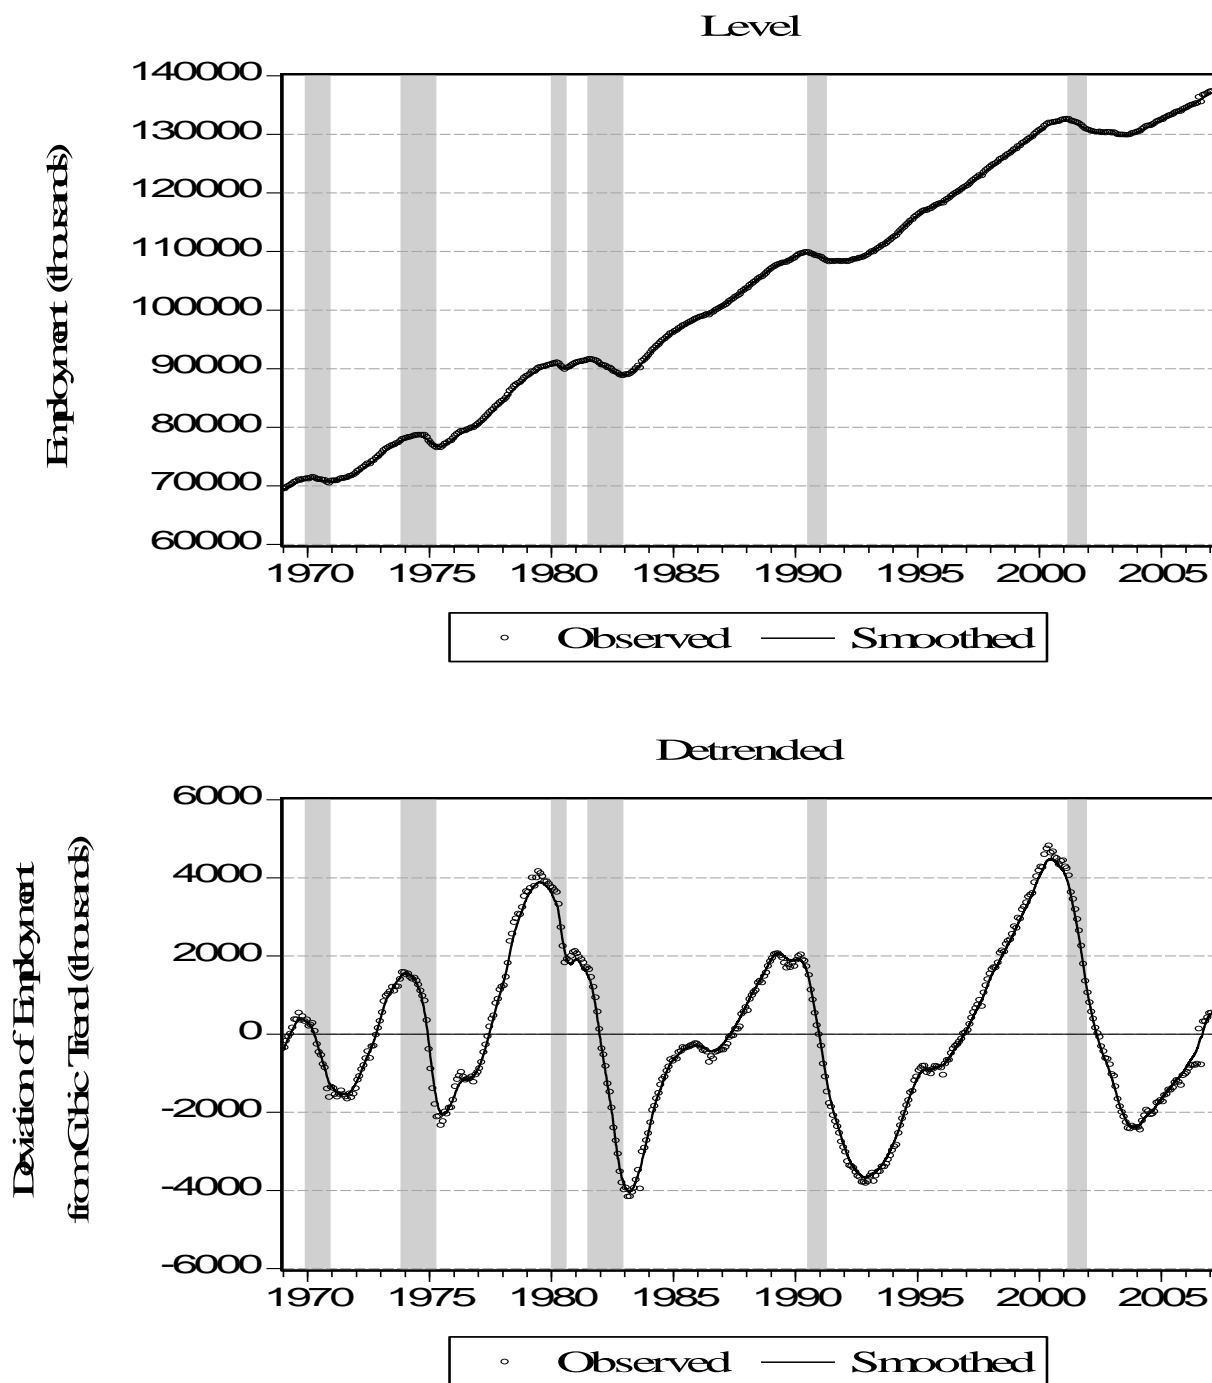 Level
Employment (thousands)
140000
130000
120000
110000
100000
90000
80000
70000
60000
1970 1975 1980 1985 1990 1995 2000 2005
Observed Smoothed
Detrended
Deviation of Employment
from Cubic Trend (thousands)
6000
4000
2000
0
-2000
-4000
-6000
1970 1975 1980 1985 1990 1995 2000 2005
Observed Smoothed